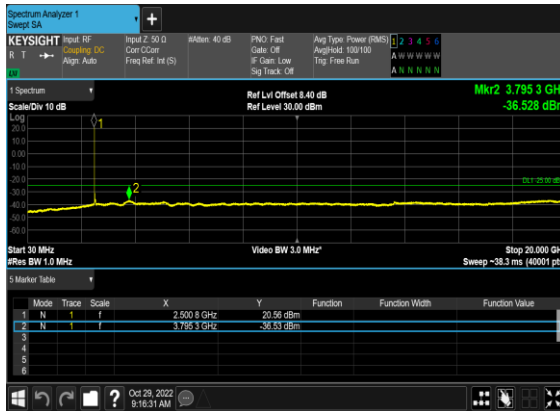 Spectrum Analyzer 1
Swept SA
KEYSIGHT Input: RF Input Z: 50 Ω #Atten: 40 dB PNO: Fast Avg Type: Power (RMS) 1 2 3 4 5 6
R T Coupling: DC Corr CCorr Gate: Off Avg|Hold: 100/100 A W W W W W
Align: Auto Freq Ref: Int (S) IF Gain: Low Trig: Free Run
Sig Track: Off A N N N N N
1 Spectrum Ref Lvl Offset 8.40 dB Mkr2 3.795 3 GHz
Scale/Div 10 dB Ref Level 30.00 dBm -36.528 dBm
Log
20.0
10.0
0.00
-10.0
-20.0
-30.0
-40.0
-50.0
-60.0
1
2
DL1 -25.00 dB
Start 30 MHz Video BW 3.0 MHz* Stop 20.000 GH
#Res BW 1.0 MHz Sweep ~38.3 ms (40001 pt
5 Marker Table
Mode Trace Scale X Y Function Function Width Function Value
1 N 1 f 2.500 8 GHz 20.56 dBm
2 N 1 f 3.795 3 GHz -36.53 dBm
3
4
5
6
? Oct 29, 2022
9:16:31 AM